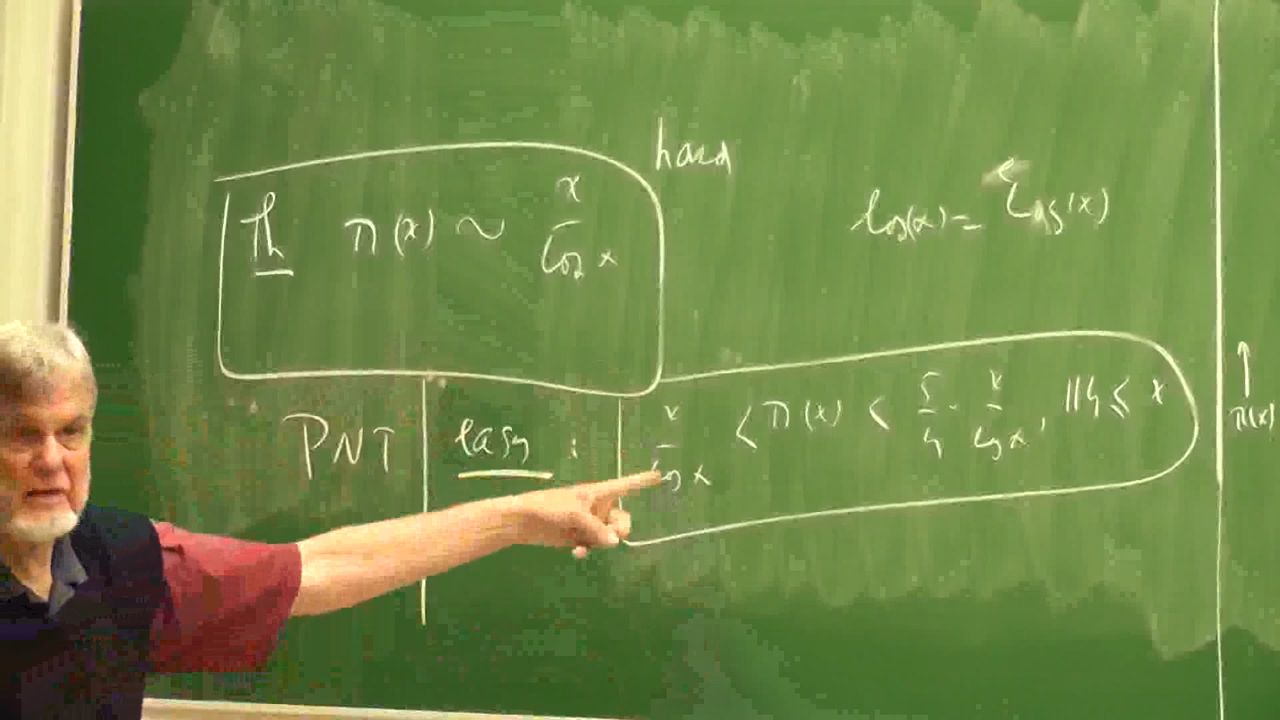 hard
Th π(x) ~ x / log x
log(x) = log(x)
PNT easy : x / log x < π(x) < 5/4 · x / log x , 114 ≤ x
π(x)